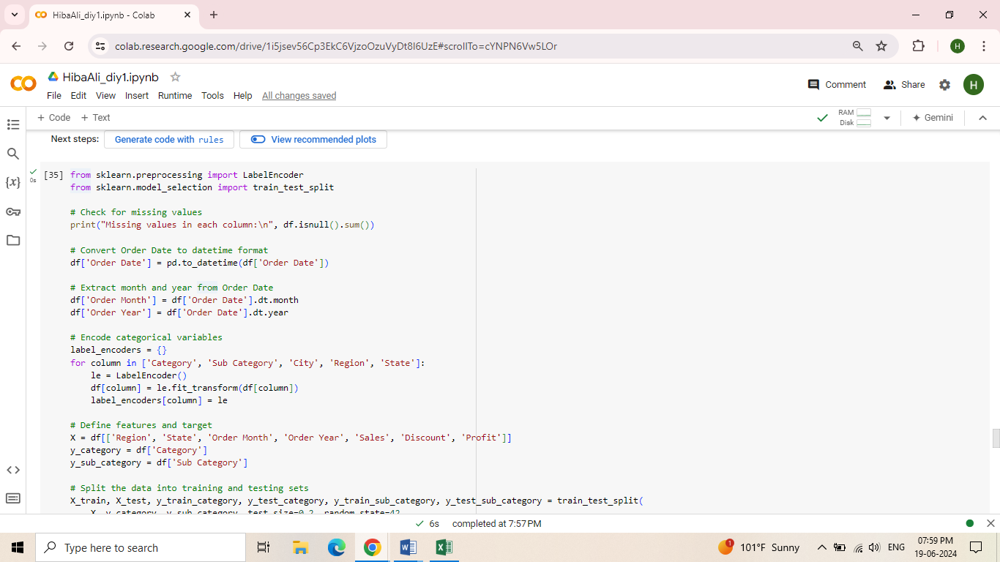 HibaAli_diy1.ipynb - Colab
colab.research.google.com/drive/1i5jsev56Cp3EkC6VjzoOzuVyDt8I6UzE#scrollTo=cYNPN6Vw5LOr
H
HibaAli_diy1.ipynb
Comment
Share
H
File Edit View Insert Runtime Tools Help All changes saved
+ Code + Text
RAM
Disk
Gemini
Next steps: Generate code with rules View recommended plots
0s
[35] from sklearn.preprocessing import LabelEncoder
from sklearn.model_selection import train_test_split
# Check for missing values
print("Missing values in each column:\n", df.isnull().sum())
# Convert Order Date to datetime format
df['Order Date'] = pd.to_datetime(df['Order Date'])
# Extract month and year from Order Date
df['Order Month'] = df['Order Date'].dt.month
df['Order Year'] = df['Order Date'].dt.year
# Encode categorical variables
label_encoders = {}
for column in ['Category', 'Sub Category', 'City', 'Region', 'State']:
    le = LabelEncoder()
    df[column] = le.fit_transform(df[column])
    label_encoders[column] = le
# Define features and target
X = df[['Region', 'State', 'Order Month', 'Order Year', 'Sales', 'Discount', 'Profit']]
y_category = df['Category']
y_sub_category = df['Sub Category']
# Split the data into training and testing sets
X_train, X_test, y_train_category, y_test_category, y_train_sub_category, y_test_sub_category = train_test_split(
    X, y_category, y_sub_category, test_size=0.2, random_state=42
6s completed at 7:57 PM
Type here to search
1
101°F Sunny
ENG
07:59 PM
19-06-2024